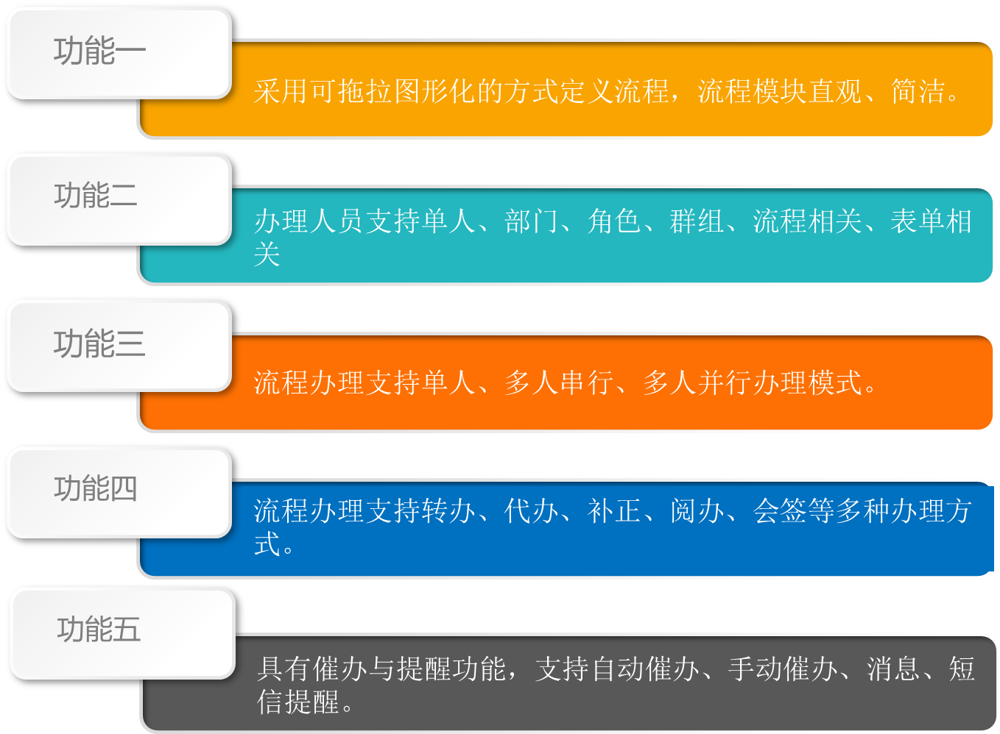 功能一
采用可拖拉图形化的方式定义流程，流程模块直观、简洁。
功能二
办理人员支持单人、部门、角色、群组、流程相关、表单相
关
功能三
流程办理支持单人、多人串行、多人并行办理模式。
功能四
流程办理支持转办、代办、补正、阅办、会签等多种办理方
式。
功能五
具有催办与提醒功能，支持自动催办、手动催办、消息、短
信提醒。